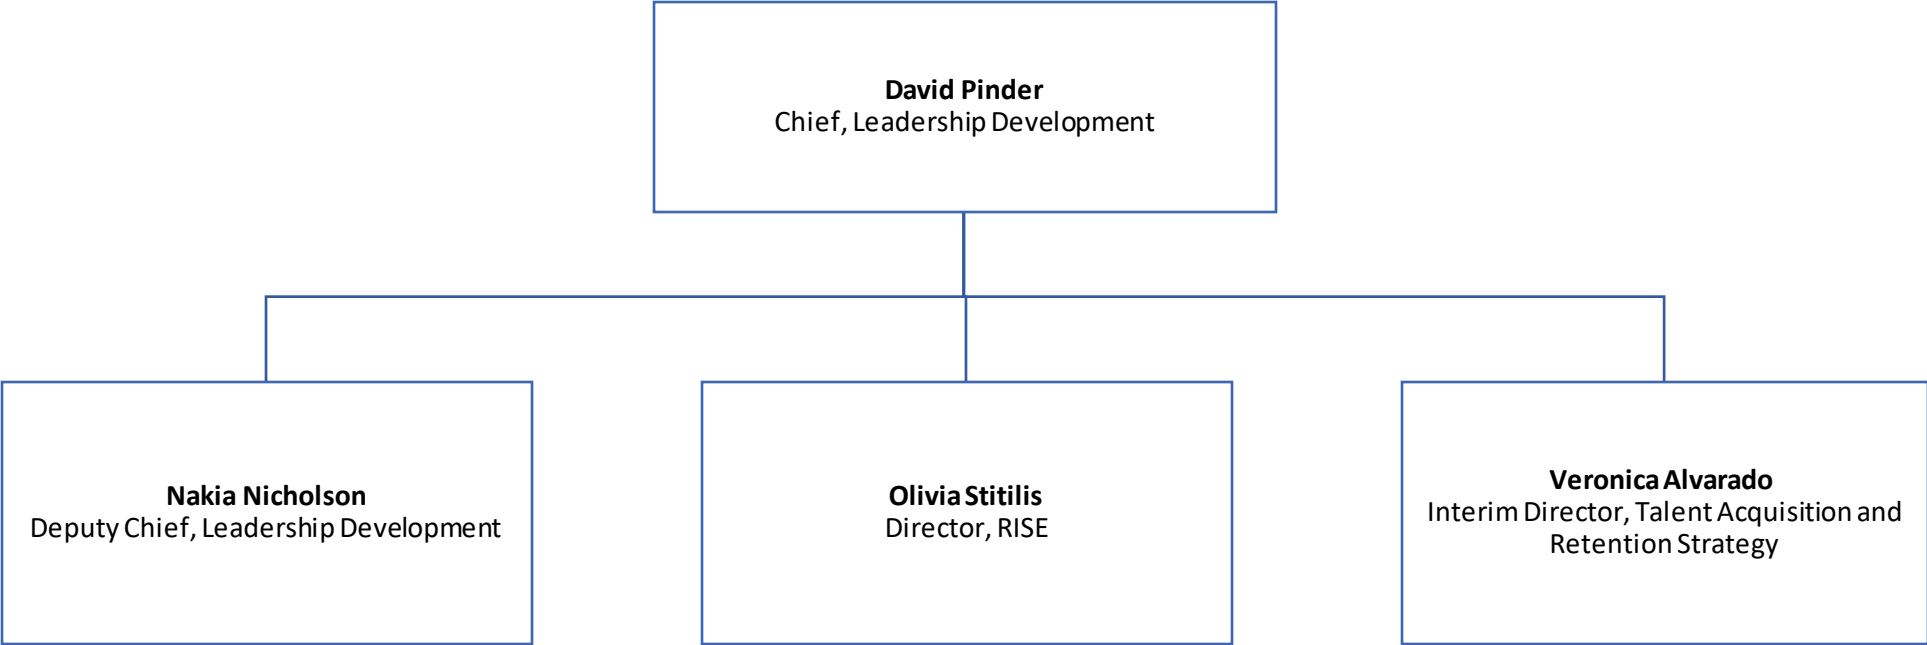 David Pinder
Chief, Leadership Development
Nakia Nicholson
Deputy Chief, Leadership Development
Olivia Stitilis
Director, RISE
Veronica Alvarado
Interim Director, Talent Acquisition and
Retention Strategy